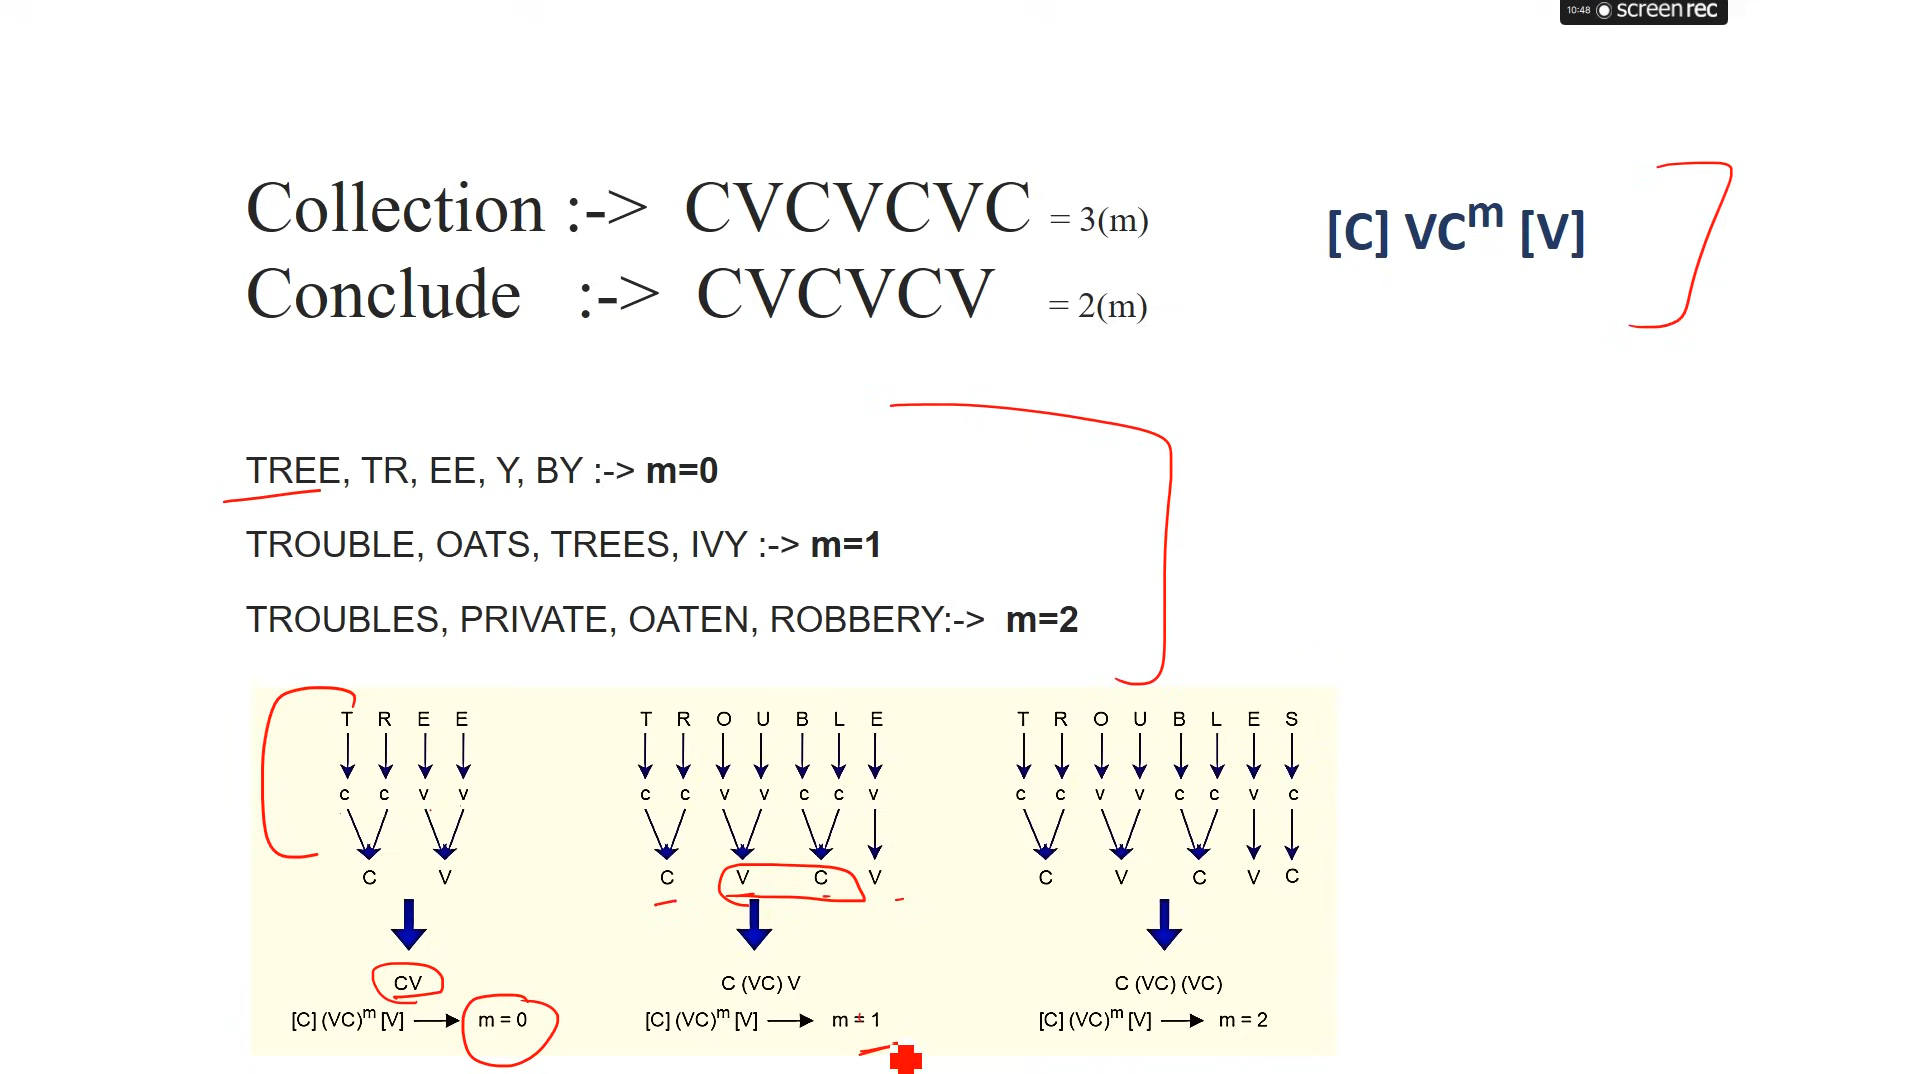 10:48 screenrec
Collection :-> CVCVCVC = 3(m)
[C] VCᵐ [V]
Conclude :-> CVCVCV = 2(m)
TREE, TR, EE, Y, BY :-> m=0
TROUBLE, OATS, TREES, IVY :-> m=1
TROUBLES, PRIVATE, OATEN, ROBBERY:-> m=2
T R E E
c c v v
C V
CV
[C] (VC)ᵐ [V] m = 0
T R O U B L E
c c v v c c v
C V C V
C (VC) V
[C] (VC)ᵐ [V] m = 1
T R O U B L E S
c c v v c c v c
C V C V C
C (VC) (VC)
[C] (VC)ᵐ [V] m = 2